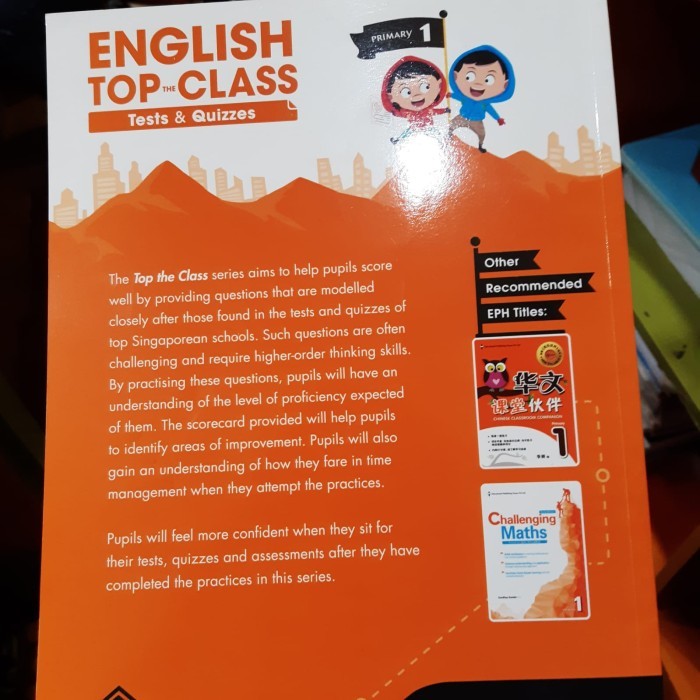 ENGLISH
TOP THE CLASS
Tests & Quizzes
PRIMARY 1
The Top the Class series aims to help pupils score
well by providing questions that are modelled
closely after those found in the tests and quizzes of
top Singaporean schools. Such questions are often
challenging and require higher-order thinking skills.
By practising these questions, pupils will have an
understanding of the level of proficiency expected
of them. The scorecard provided will help pupils
to identify areas of improvement. Pupils will also
gain an understanding of how they fare in time
management when they attempt the practices.
Pupils will feel more confident when they sit for
their tests, quizzes and assessments after they have
completed the practices in this series.
Other
Recommended
EPH Titles:
华文
课堂伙伴
CHINESE CLASSROOM COMPANION
1
Challenging
Maths
1